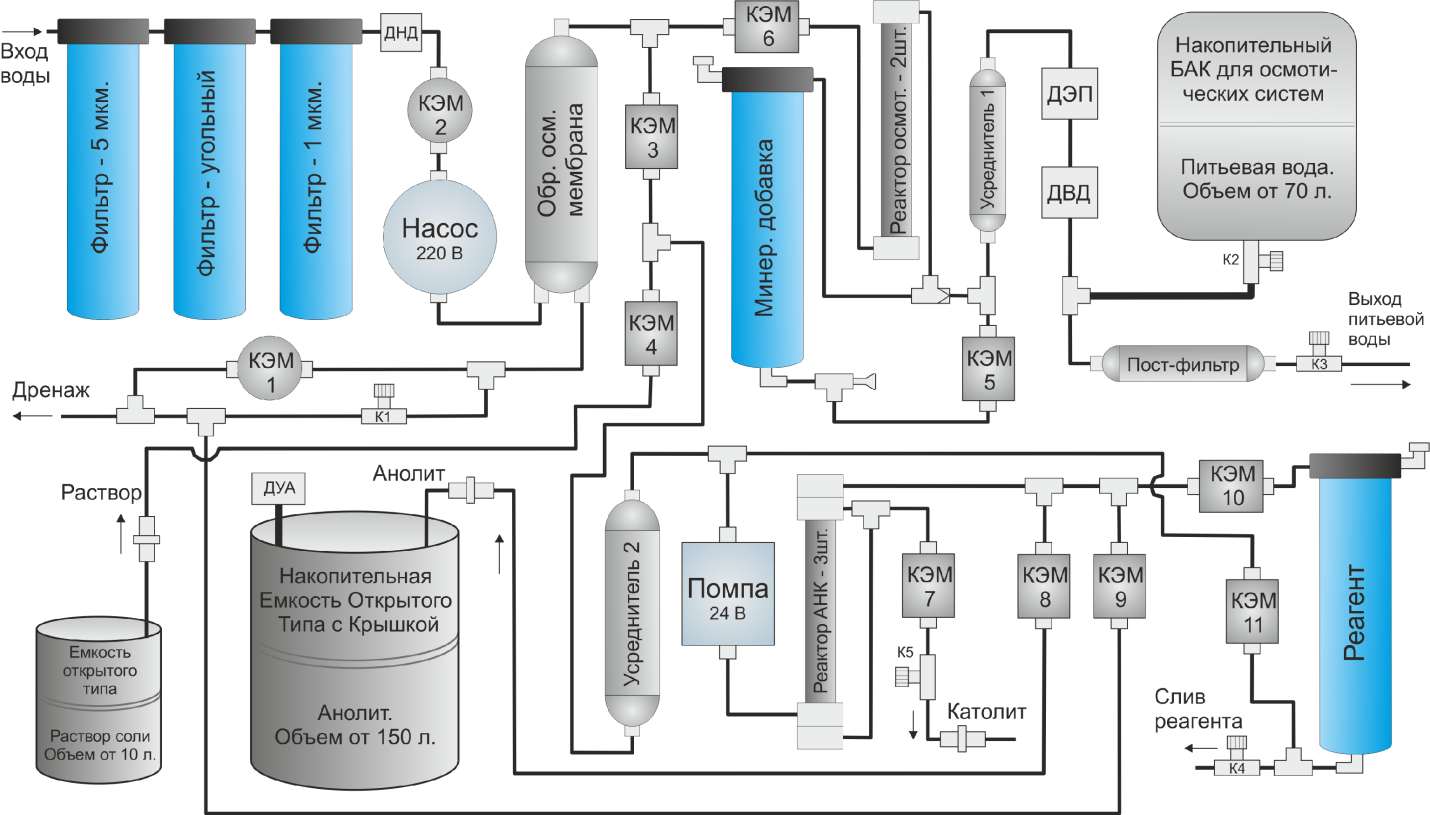 Вход
воды
Фильтр - 5 мкм.
Фильтр - угольный
Фильтр - 1 мкм.
ДНД
КЭМ
2
Насос
220 В
Обр. осм.
мембрана
КЭМ
3
КЭМ
4
КЭМ
6
Минер. добавка
Реактор осмот. - 2шт.
Усреднитель 1
ДЭП
ДВД
КЭМ
5
Накопительный
БАК для осмоти-
ческих систем
Питьевая вода.
Объем от 70 л.
К2
Выход
питьевой
воды
Пост-фильтр
К3
КЭМ
1
Дренаж
К1
Раствор
Емкость
открытого
типа
Раствор соли
Объем от 10 л.
ДУА
Анолит
Накопительная
Емкость Открытого
Типа с Крышкой
Анолит.
Объем от 150 л.
Усреднитель 2
Помпа
24 В
Реактор АНК - 3шт.
КЭМ
7
К5
Католит
КЭМ
8
КЭМ
9
КЭМ
10
КЭМ
11
Реагент
Слив
реагента
К4